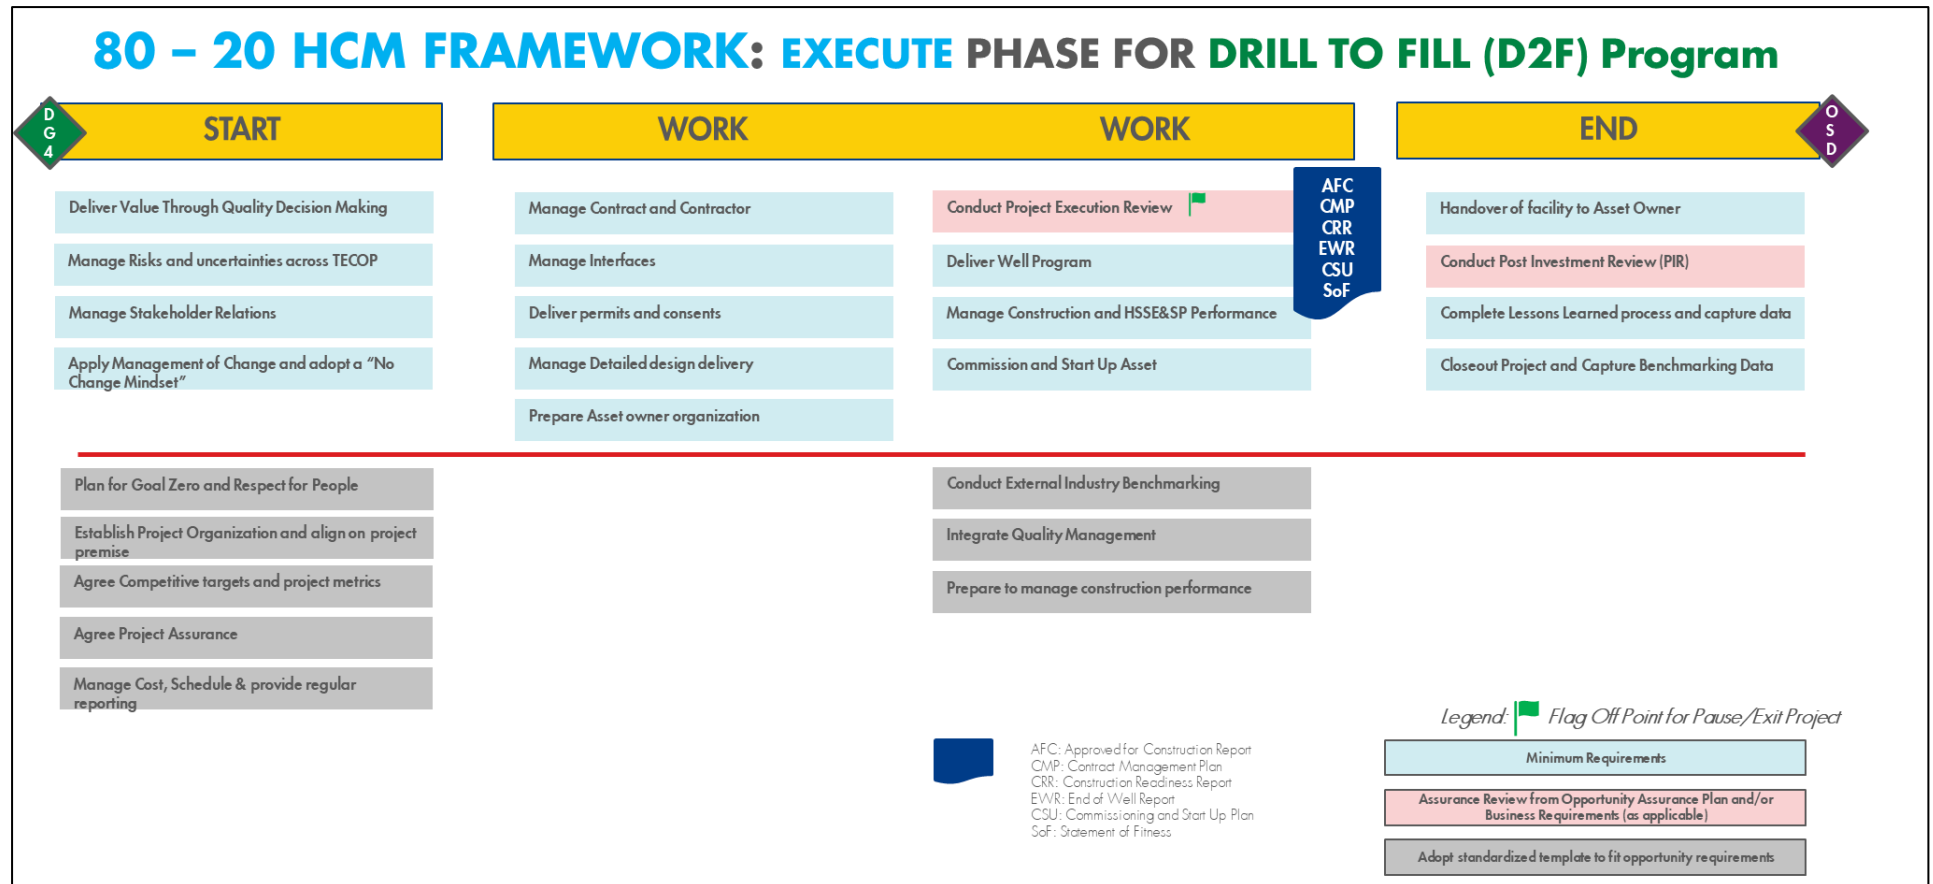 80 – 20 HCM FRAMEWORK: EXECUTE PHASE FOR DRILL TO FILL (D2F) Program
D
G
4
START
WORK
WORK
END
O
S
D
Deliver Value Through Quality Decision Making
Manage Risks and uncertainties across TECOP
Manage Stakeholder Relations
Apply Management of Change and adopt a “No
Change Mindset”
Manage Contract and Contractor
Manage Interfaces
Deliver permits and consents
Manage Detailed design delivery
Prepare Asset owner organization
Conduct Project Execution Review
Deliver Well Program
Manage Construction and HSSE&SP Performance
Commission and Start Up Asset
AFC
CMP
CRR
EWR
CSU
SoF
Handover of facility to Asset Owner
Conduct Post Investment Review (PIR)
Complete Lessons Learned process and capture data
Closeout Project and Capture Benchmarking Data
Plan for Goal Zero and Respect for People
Establish Project Organization and align on project
premise
Agree Competitive targets and project metrics
Agree Project Assurance
Manage Cost, Schedule & provide regular
reporting
Conduct External Industry Benchmarking
Integrate Quality Management
Prepare to manage construction performance
AFC: Approved for Construction Report
CMP: Contract Management Plan
CRR: Construction Readiness Report
EWR: End of Well Report
CSU: Commissioning and Start Up Plan
SoF: Statement of Fitness
Legend: Flag Off Point for Pause/Exit Project
Minimum Requirements
Assurance Review from Opportunity Assurance Plan and/or
Business Requirements (as applicable)
Adopt standardized template to fit opportunity requirements